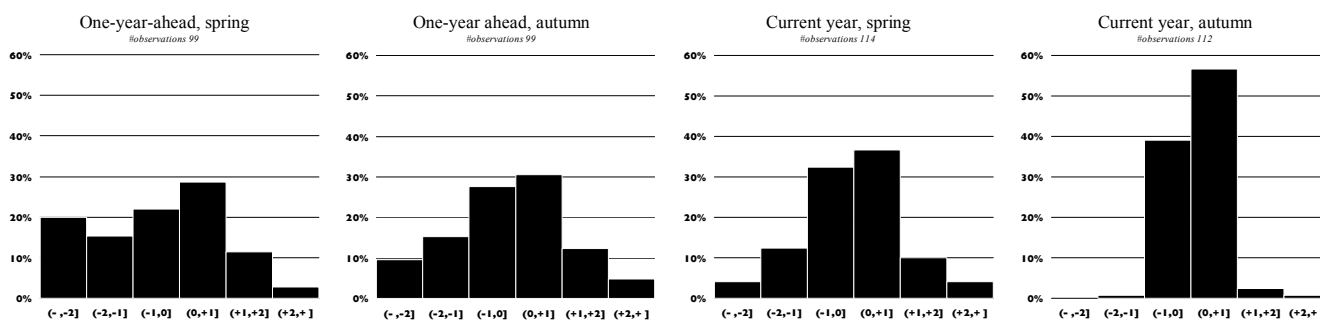 One-year-ahead, spring
#observations 99
60%
50%
40%
30%
20%
10%
0%
(- ,-2] (-2,-1] (-1,0] (0,+1] (+1,+2] (+2,+ ]
One-year ahead, autumn
#observations 99
60%
50%
40%
30%
20%
10%
0%
(- ,-2] (-2,-1] (-1,0] (0,+1] (+1,+2] (+2,+ ]
Current year, spring
#observations 114
60%
50%
40%
30%
20%
10%
0%
(- ,-2] (-2,-1] (-1,0] (0,+1] (+1,+2] (+2,+ ]
Current year, autumn
#observations 112
60%
50%
40%
30%
20%
10%
0%
(- ,-2] (-2,-1] (-1,0] (0,+1] (+1,+2] (+2,+